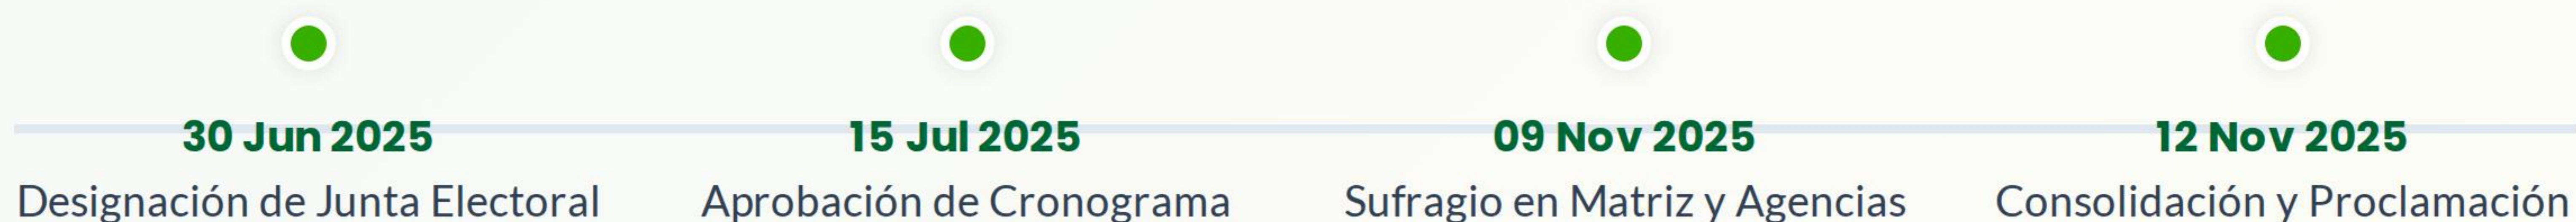 30 Jun 2025
Designación de Junta Electoral
15 Jul 2025
Aprobación de Cronograma
09 Nov 2025
Sufragio en Matriz y Agencias
12 Nov 2025
Consolidación y Proclamación